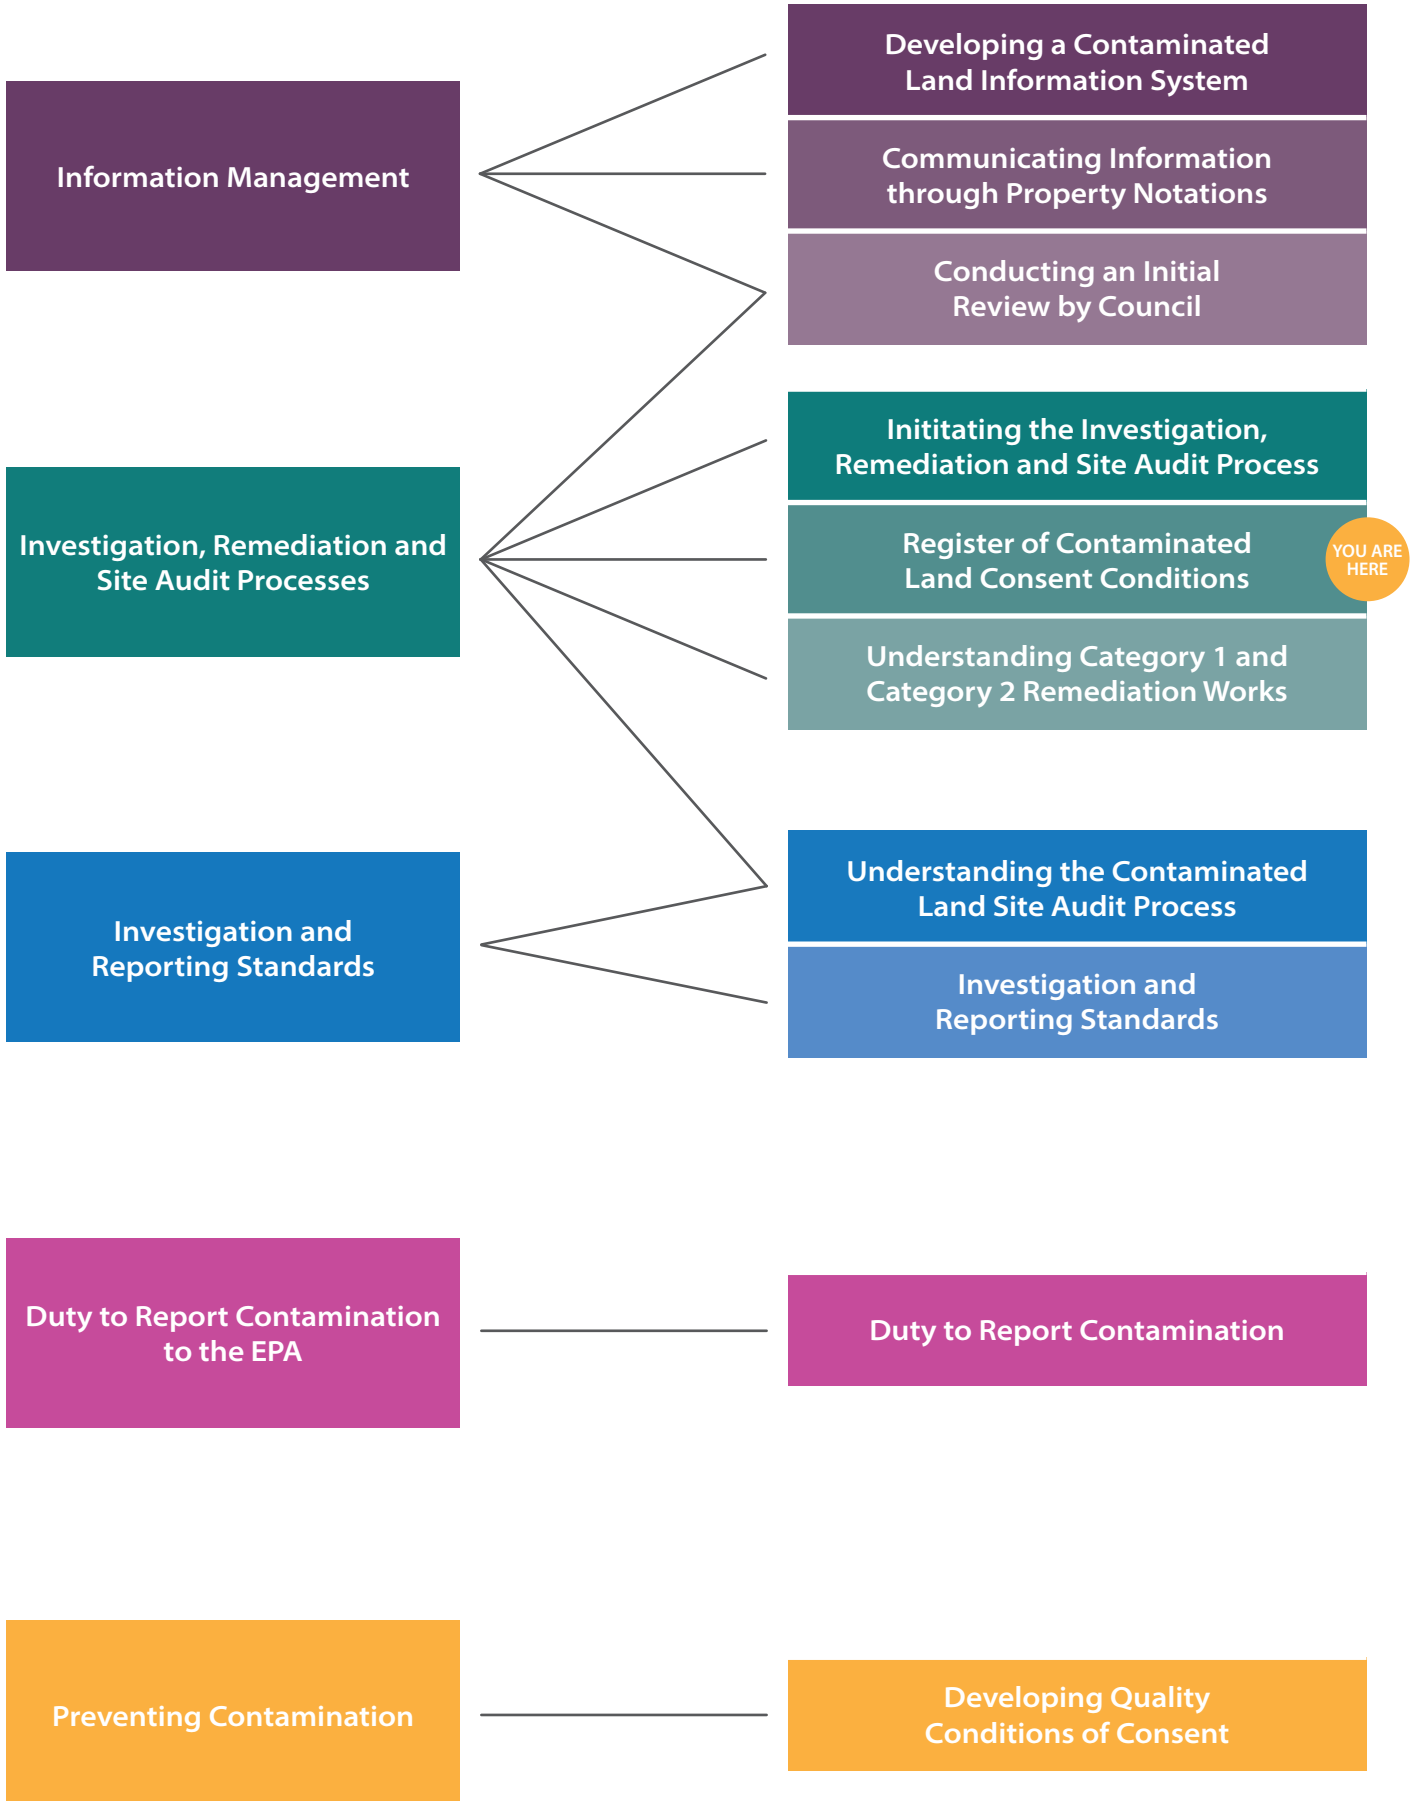 Information Management
Developing a Contaminated
Land Information System
Communicating Information
through Property Notations
Conducting an Initial
Review by Council
Investigation, Remediation and
Site Audit Processes
Inititating the Investigation,
Remediation and Site Audit Process
Register of Contaminated
Land Consent Conditions
YOU ARE
HERE
Understanding Category 1 and
Category 2 Remediation Works
Investigation and
Reporting Standards
Understanding the Contaminated
Land Site Audit Process
Investigation and
Reporting Standards
Duty to Report Contamination
to the EPA
Duty to Report Contamination
Preventing Contamination
Developing Quality
Conditions of Consent